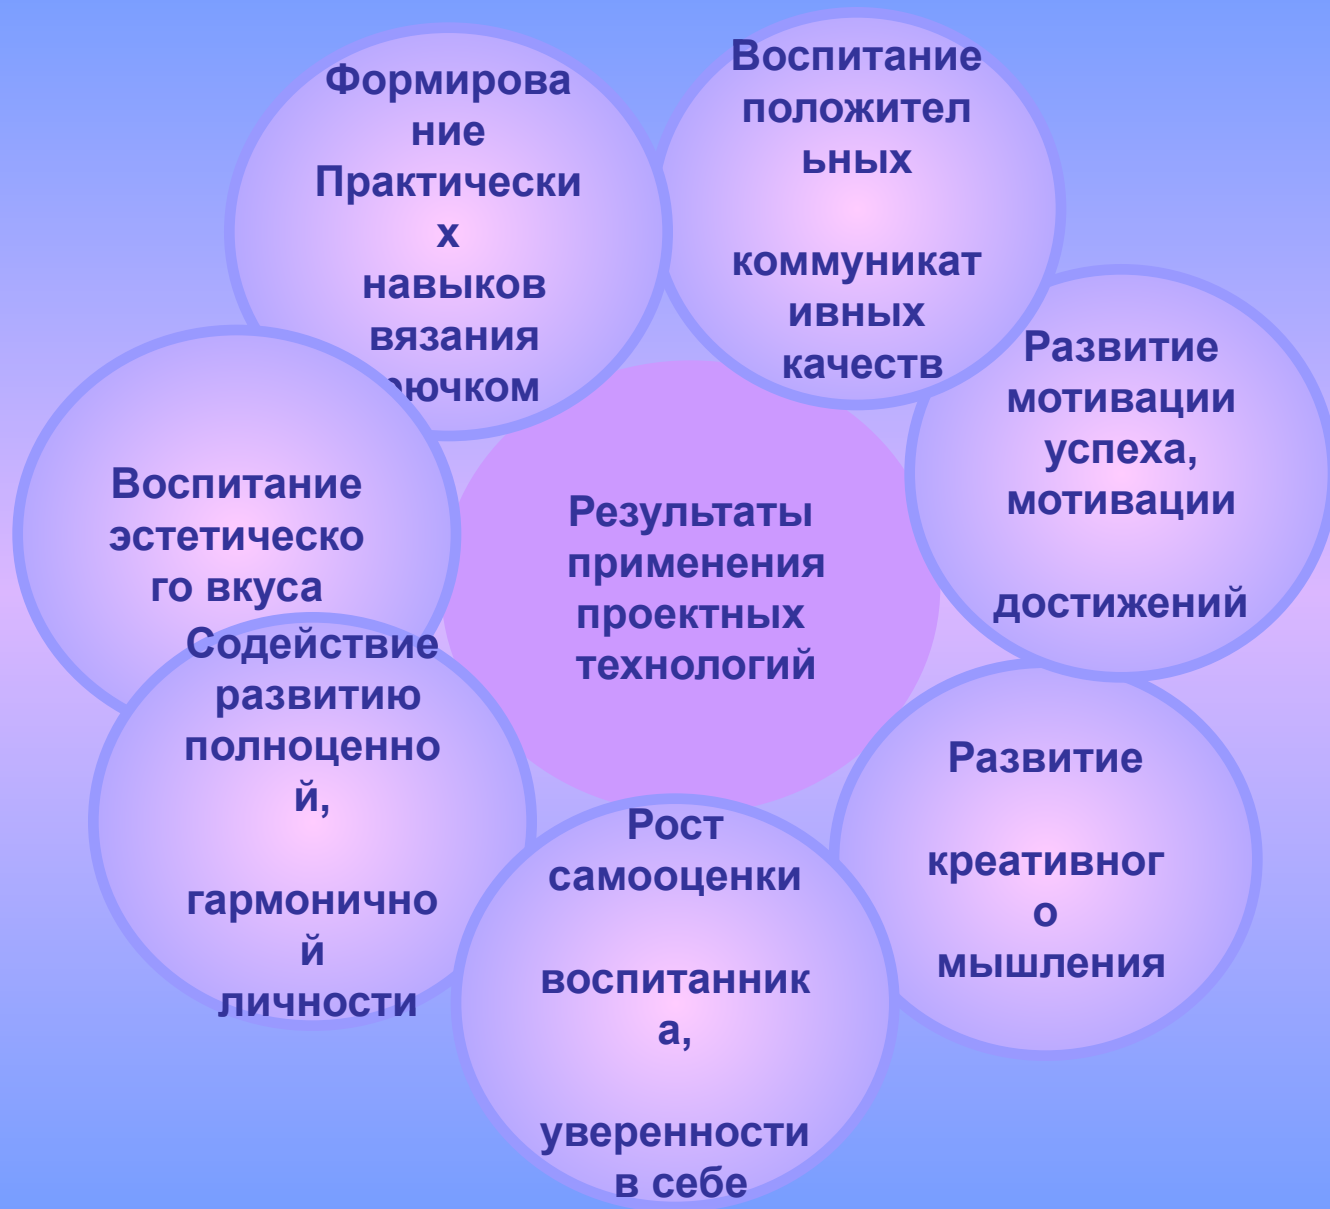 Формирова
ние
Практически
х
навыков
вязания
рючком
Воспитание
положител
ьных
коммуникат
ивных
качеств
Развитие
мотивации
успеха,
мотивации
достижений
Воспитание
эстетическо
го вкуса
Результаты
применения
проектных
технологий
Содействие
развитию
полноценно
й,
гармонично
й
личности
Рост
самооценки
воспитанник
а,
уверенности
в себе
Развитие
креативног
о
мышления